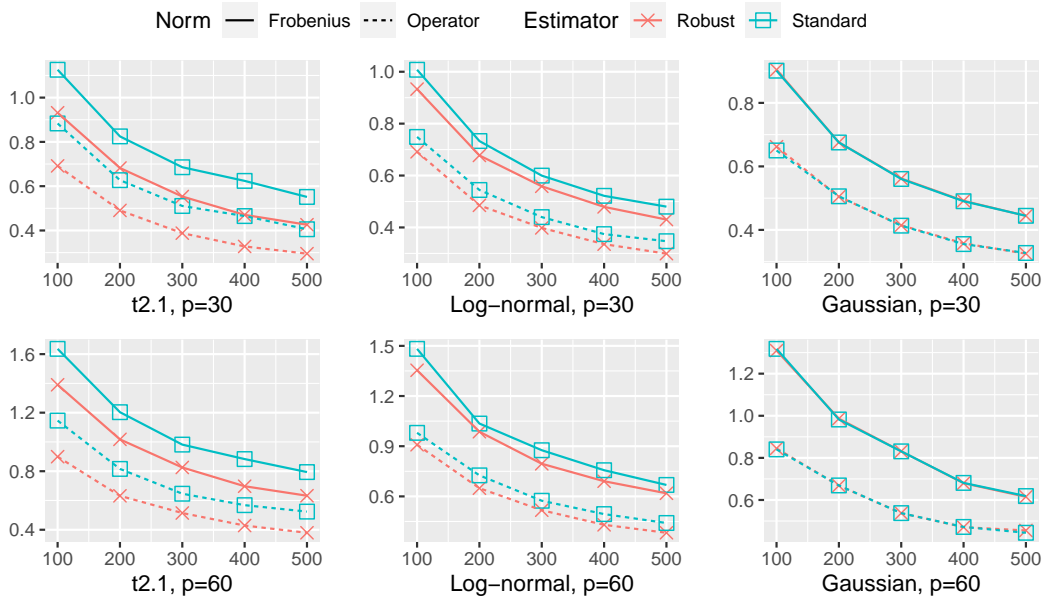 Norm Frobenius Operator Estimator Robust Standard
1.0
0.8
0.6
0.4
100 200 300 400 500
t2.1, p=30
1.0
0.8
0.6
0.4
100 200 300 400 500
Log−normal, p=30
0.8
0.6
0.4
100 200 300 400 500
Gaussian, p=30
1.6
1.2
0.8
0.4
100 200 300 400 500
t2.1, p=60
1.5
1.2
0.9
0.6
100 200 300 400 500
Log−normal, p=60
1.2
1.0
0.8
0.6
100 200 300 400 500
Gaussian, p=60